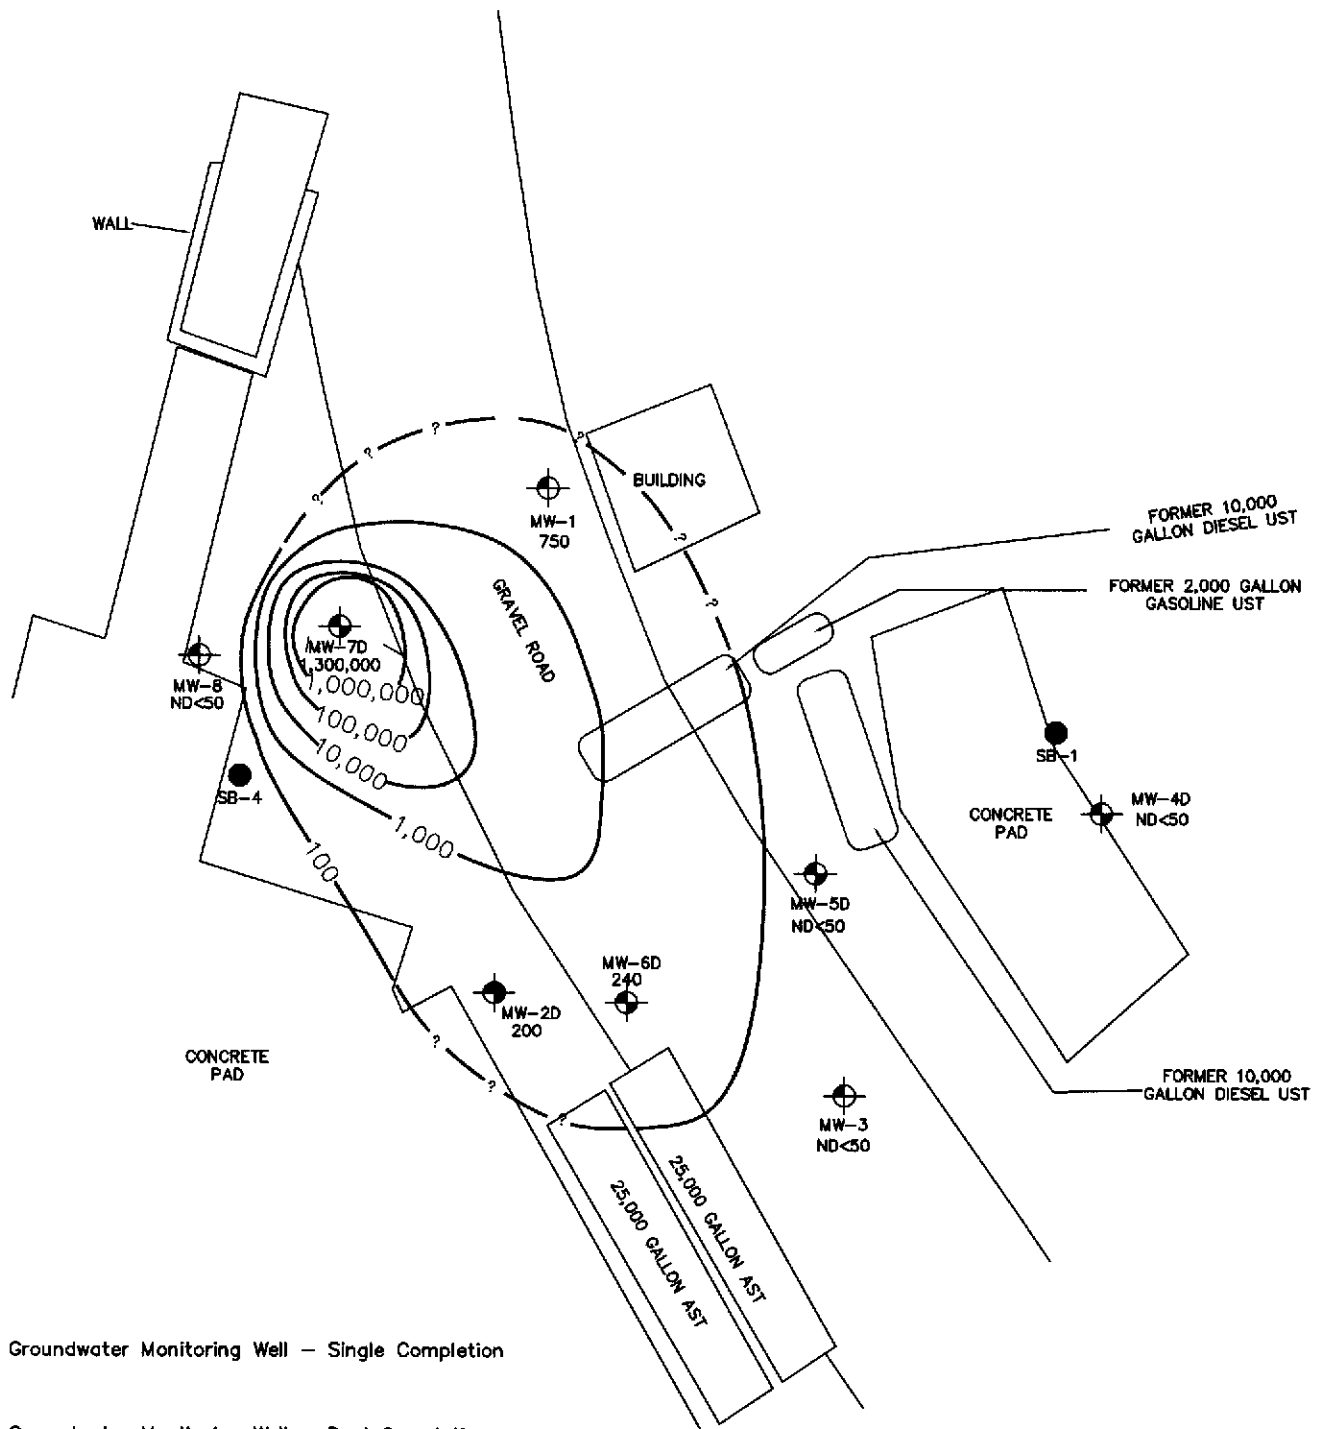 WALL
BUILDING
MW-1
750
FORMER 10,000
GALLON DIESEL UST
FORMER 2,000 GALLON
GASOLINE UST
GRAVEL ROAD
MW-7D
1,300,000
MW-8
ND<50
1,000,000
100,000
10,000
1,000
100
SB-4
SB-1
MW-4D
ND<50
CONCRETE
PAD
MW-5D
ND<50
MW-6D
240
MW-2D
200
CONCRETE
PAD
FORMER 10,000
GALLON DIESEL UST
MW-3
ND<50
25,000 GALLON AST
25,000 GALLON AST
?
?
?
?
?
?
?
?
?
Groundwater Monitoring Well – Single Completion